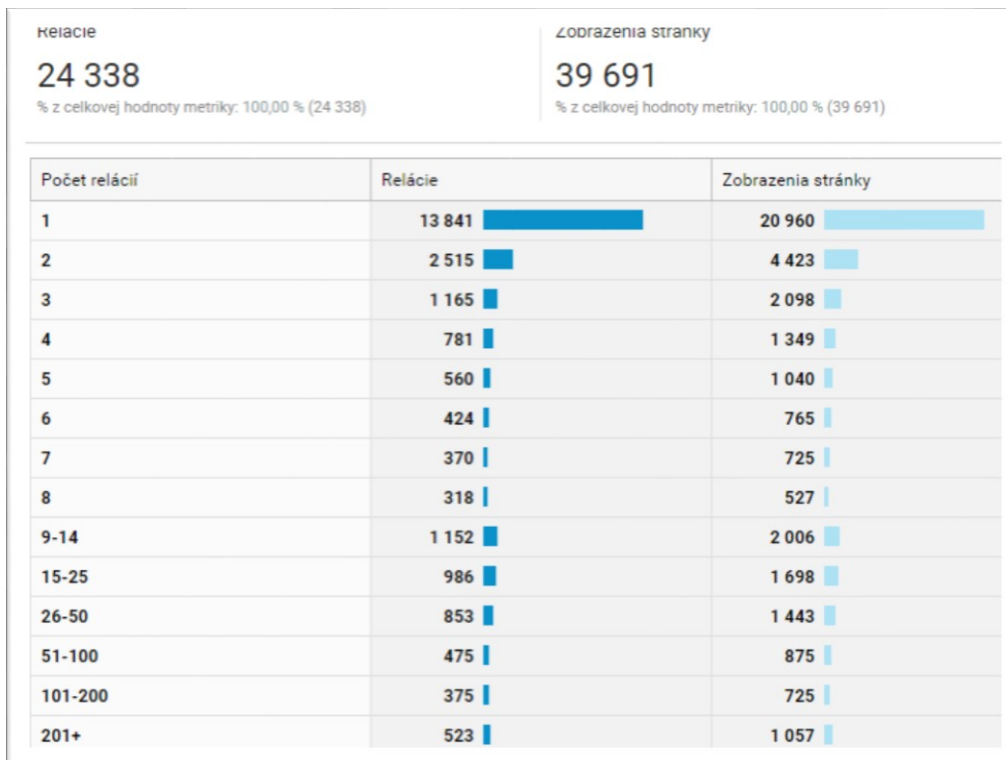 Relácie Zobrazenia stránky
24 338 39 691
% z celkovej hodnoty metriky: 100,00 % (24 338) % z celkovej hodnoty metriky: 100,00 % (39 691)
Počet relácií Relácie Zobrazenia stránky
1 13 841 20 960
2 2 515 4 423
3 1 165 2 098
4 781 1 349
5 560 1 040
6 424 765
7 370 725
8 318 527
9-14 1 152 2 006
15-25 986 1 698
26-50 853 1 443
51-100 475 875
101-200 375 725
201+ 523 1 057